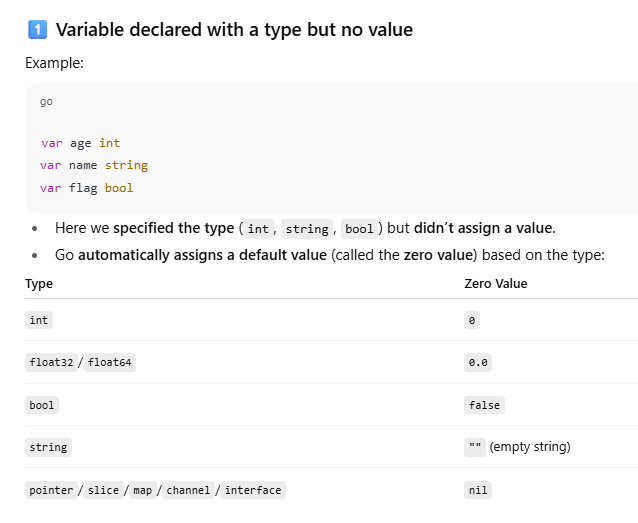 1 Variable declared with a type but no value
Example:
go
var age int
var name string
var flag bool
• Here we specified the type (int, string, bool) but didn’t assign a value.
• Go automatically assigns a default value (called the zero value) based on the type:
Type Zero Value
int 0
float32 / float64 0.0
bool false
string "" (empty string)
pointer / slice / map / channel / interface nil